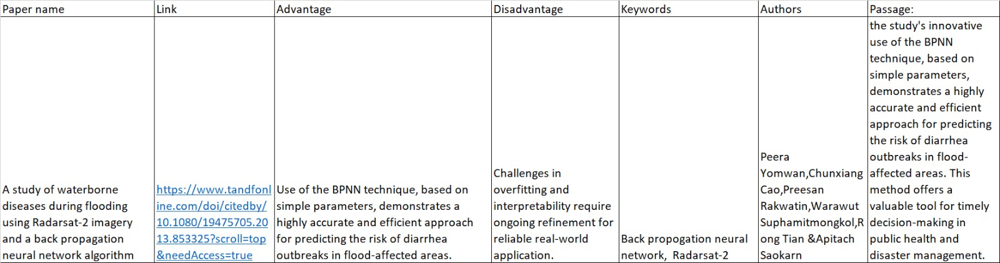 Paper name
Link
Advantage
Disadvantage
Keywords
Authors
Passage:
A study of waterborne
diseases during flooding
using Radarsat-2 imagery
and a back propagation
neural network algorithm
https://www.tandfonl
ine.com/doi/citedby/
10.1080/19475705.20
13.853325?scroll=top
&needAccess=true
Use of the BPNN technique, based on
simple parameters, demonstrates a
highly accurate and efficient approach
for predicting the risk of diarrhea
outbreaks in flood-affected areas.
Challenges in
overfitting and
interpretability require
ongoing refinement for
reliable real-world
application.
Back propogation neural
network,  Radarsat-2
Peera
Yomwan,Chunxiang
Cao,Preesan
Rakwatin,Warawut
Suphamitmongkol,R
ong Tian &Apitach
Saokarn
the study's innovative
use of the BPNN
technique, based on
simple parameters,
demonstrates a highly
accurate and efficient
approach for predicting
the risk of diarrhea
outbreaks in flood-
affected areas. This
method offers a
valuable tool for timely
decision-making in
public health and
disaster management.